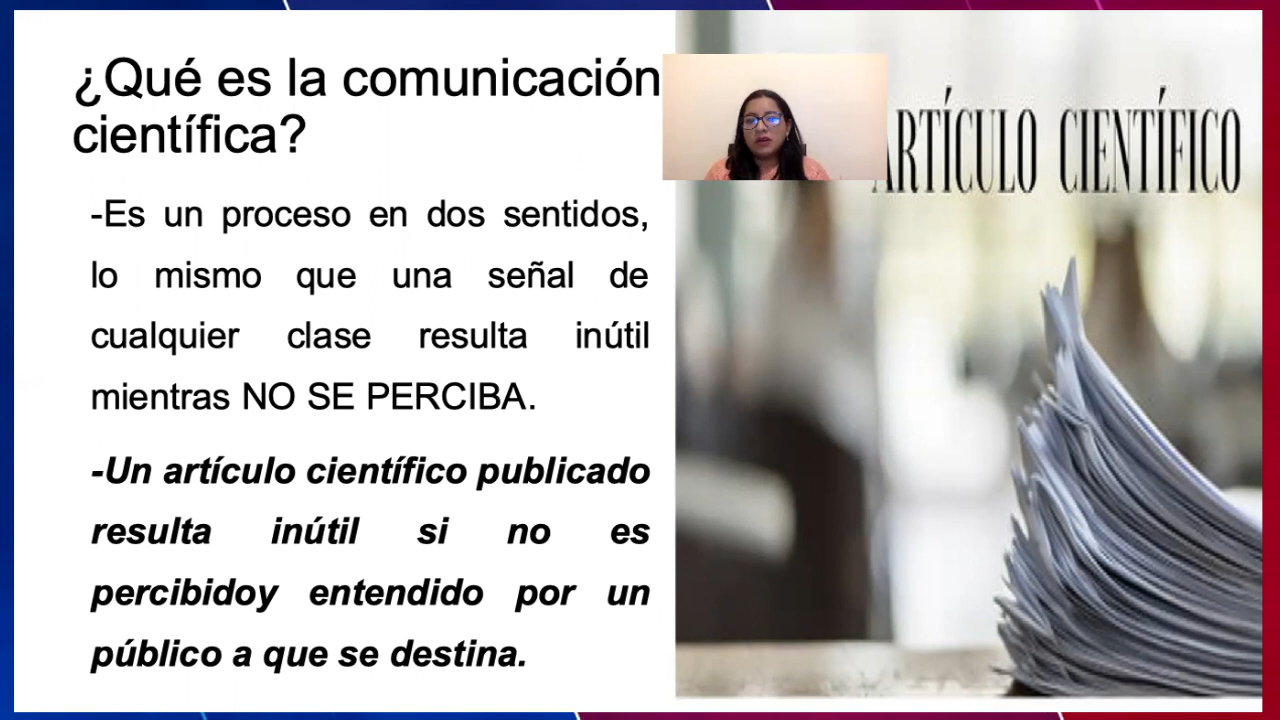 ¿Qué es la comunicación
científica?
-Es un proceso en dos sentidos,
lo mismo que una señal de
cualquier clase resulta inútil
mientras NO SE PERCIBA.
-Un artículo científico publicado
resulta inútil si no es
percibidoy entendido por un
público a que se destina.
ARTÍCULO CIENTÍFICO